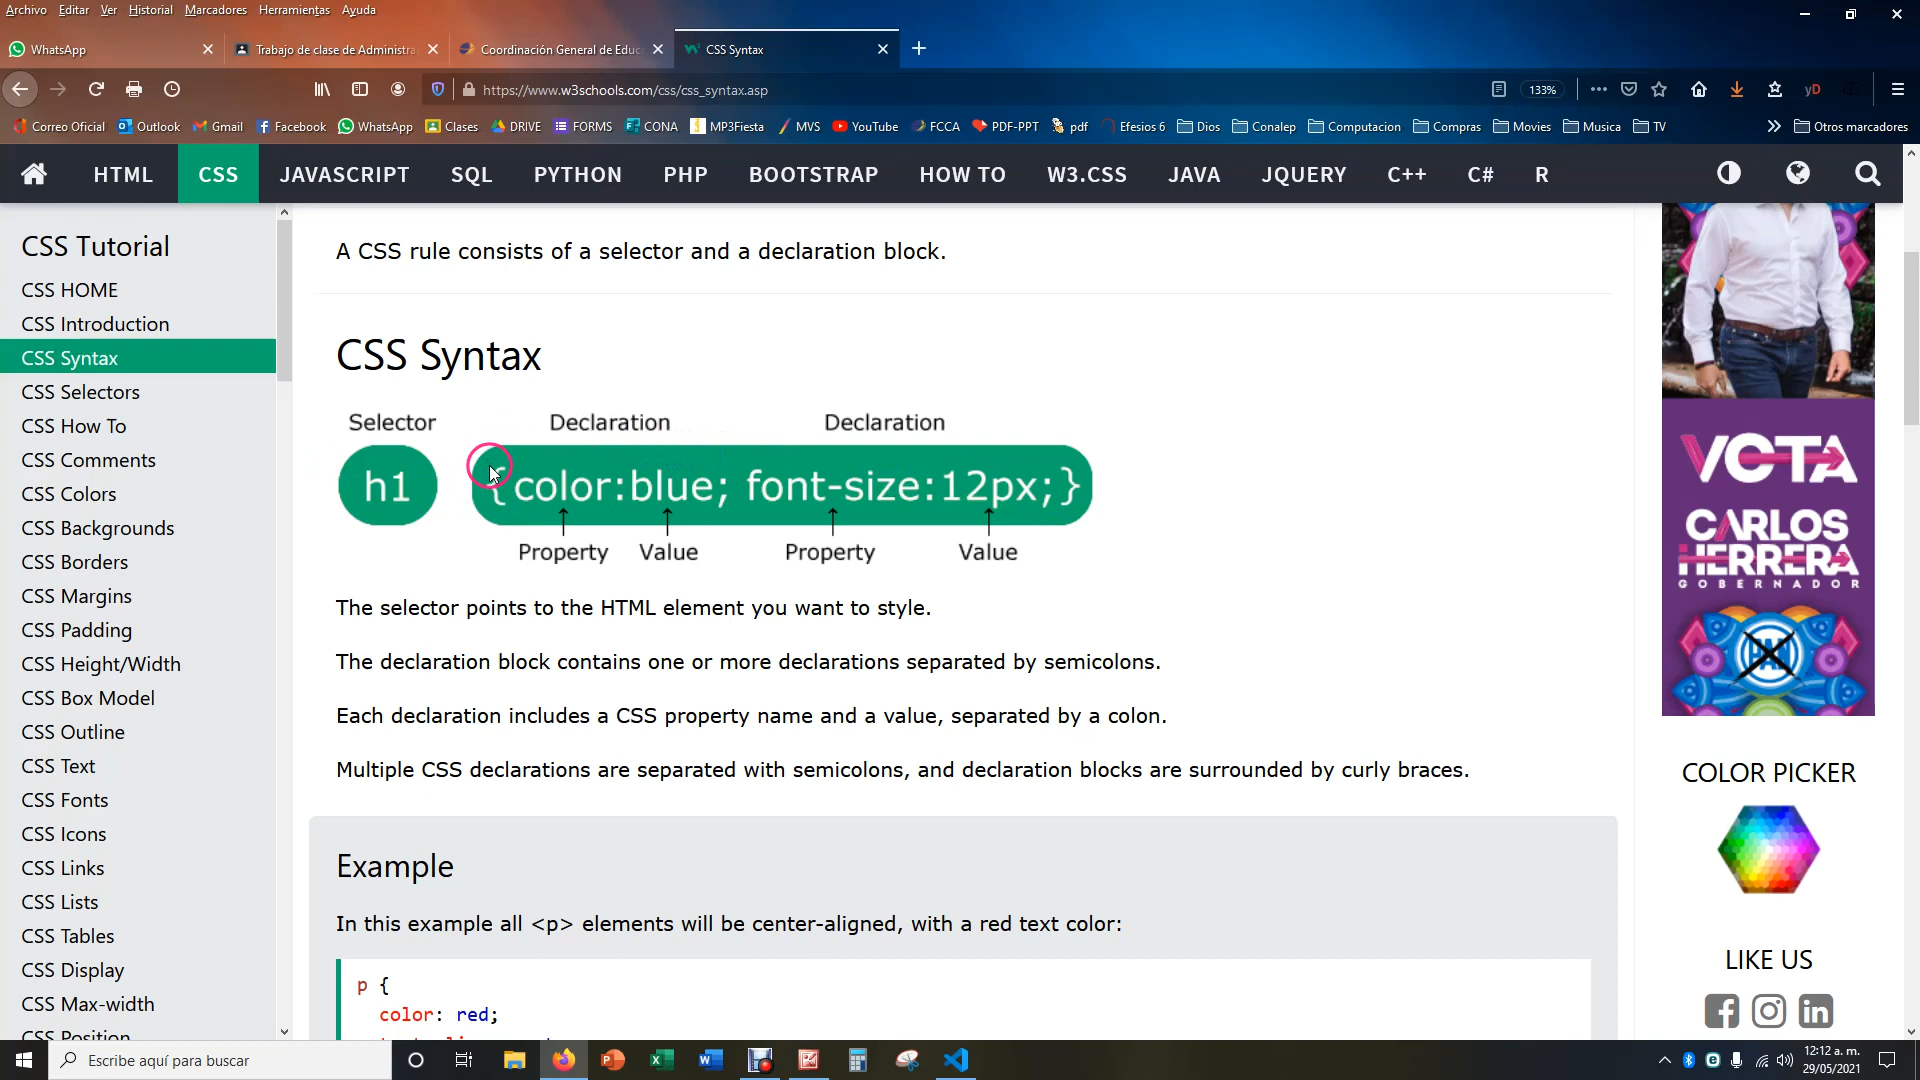 Archivo Editar Ver Historial Marcadores Herramientas Ayuda
WhatsApp
Trabajo de clase de Administra
Coordinación General de Educ
CSS Syntax
https://www.w3schools.com/css/css_syntax.asp
133%
yD
Correo Oficial Outlook Gmail Facebook WhatsApp Clases DRIVE FORMS CONA MP3Fiesta MVS YouTube FCCA PDF-PPT pdf Efesios 6 Dios Conalep Computacion Compras Movies Musica TV Otros marcadores
HTML CSS JAVASCRIPT SQL PYTHON PHP BOOTSTRAP HOW TO W3.CSS JAVA JQUERY C++ C# R
CSS Tutorial
CSS HOME
CSS Introduction
CSS Syntax
CSS Selectors
CSS How To
CSS Comments
CSS Colors
CSS Backgrounds
CSS Borders
CSS Margins
CSS Padding
CSS Height/Width
CSS Box Model
CSS Outline
CSS Text
CSS Fonts
CSS Icons
CSS Links
CSS Lists
CSS Tables
CSS Display
CSS Max-width
CSS Position
A CSS rule consists of a selector and a declaration block.
CSS Syntax
Selector Declaration Declaration
h1 {color:blue; font-size:12px;}
Property Value Property Value
The selector points to the HTML element you want to style.
The declaration block contains one or more declarations separated by semicolons.
Each declaration includes a CSS property name and a value, separated by a colon.
Multiple CSS declarations are separated with semicolons, and declaration blocks are surrounded by curly braces.
Example
In this example all <p> elements will be center-aligned, with a red text color:
p {
color: red;
VOTA
CARLOS
HERRERA
GOBERNADOR
PAN
COLOR PICKER
LIKE US
Escribe aquí para buscar
12:12 a. m.
29/05/2021